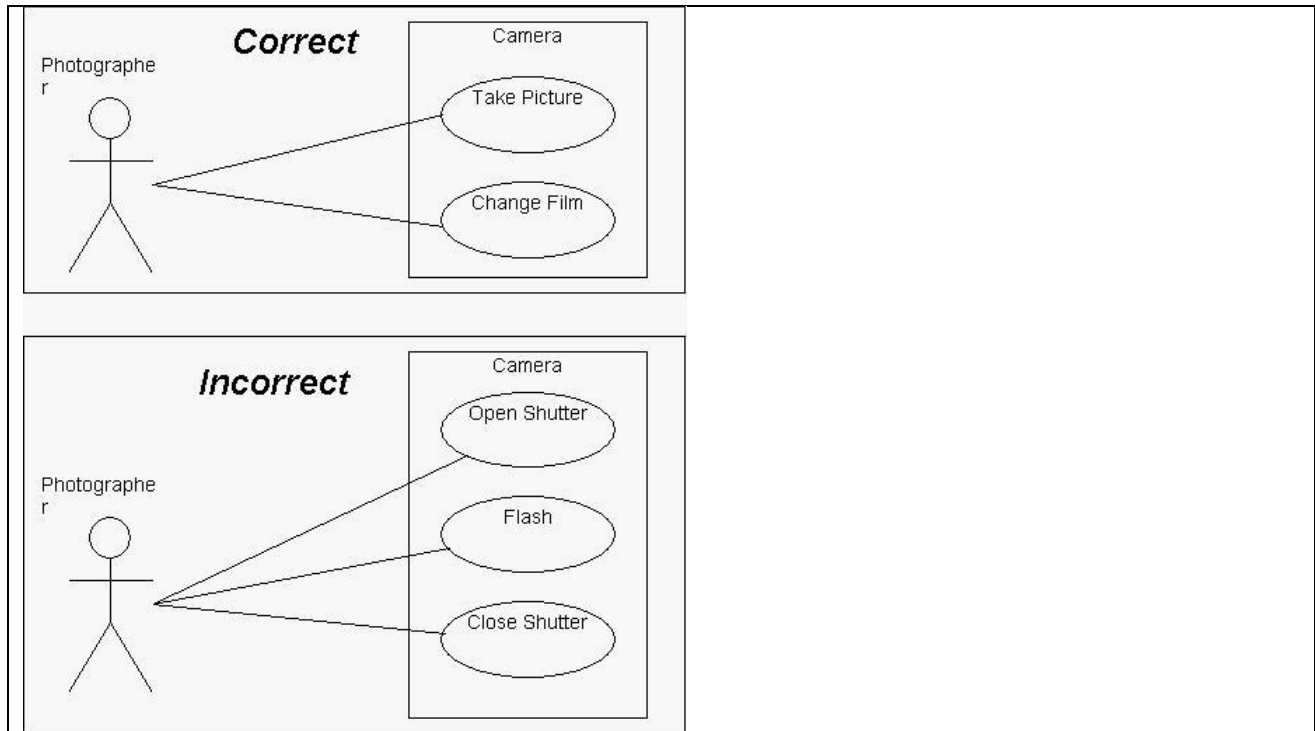 Correct
Camera
Photographe
r
Take Picture
Change Film
Incorrect
Camera
Open Shutter
Photographe
r
Flash
Close Shutter